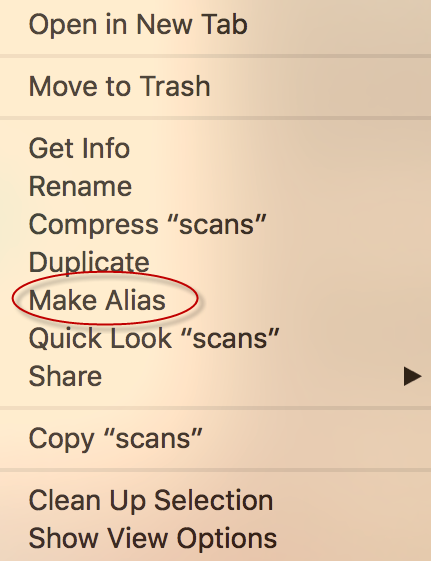 Open in New Tab
Move to Trash
Get Info
Rename
Compress “scans”
Duplicate
Make Alias
Quick Look “scans”
Share
Copy “scans”
Clean Up Selection
Show View Options